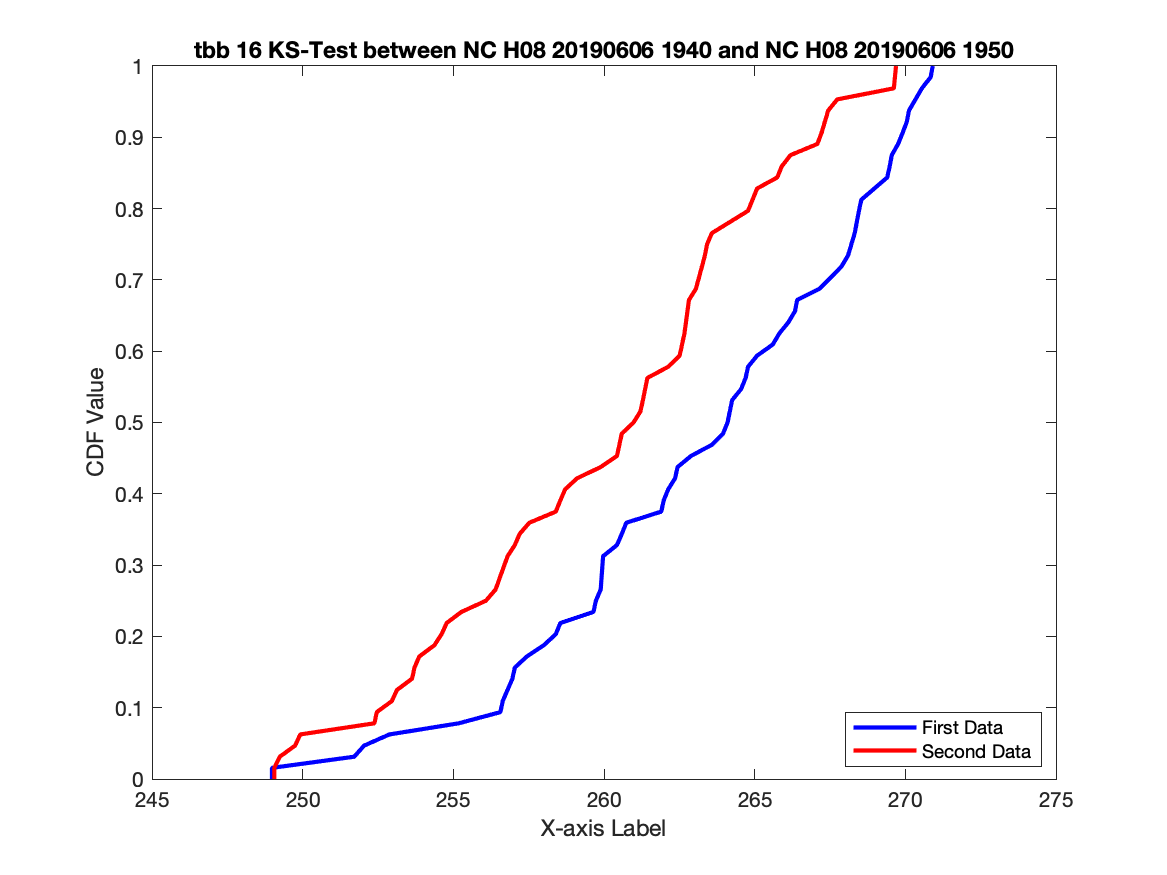 tbb 16 KS-Test between NC H08 20190606 1940 and NC H08 20190606 1950
1
0.9
0.8
0.7
0.6
0.5
0.4
0.3
0.2
0.1
0
CDF Value
245 250 255 260 265 270 275
X-axis Label
First Data
Second Data